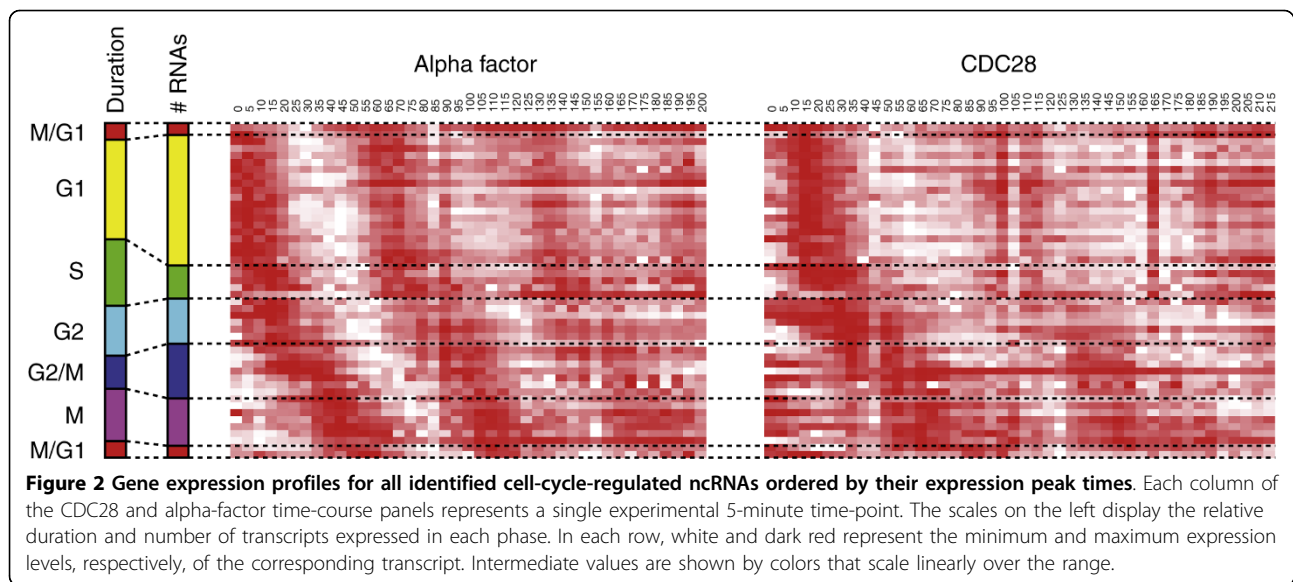 Duration
# RNAs
Alpha factor
CDC28
0 5 10 15 20 25 30 35 40 45 50 55 60 65 70 75 80 85 90 95 100 105 110 115 120 125 130 135 140 145 150 155 160 165 170 175 180 185 190 195 200
0 5 10 15 20 25 30 35 40 45 50 55 60 65 70 75 80 85 90 95 100 105 110 115 120 125 130 135 140 145 150 155 160 165 170 175 180 185 190 195 200 205 210 215
M/G1
G1
S
G2
G2/M
M
M/G1
Figure 2 Gene expression profiles for all identified cell-cycle-regulated ncRNAs ordered by their expression peak times. Each column of
the CDC28 and alpha-factor time-course panels represents a single experimental 5-minute time-point. The scales on the left display the relative
duration and number of transcripts expressed in each phase. In each row, white and dark red represent the minimum and maximum expression
levels, respectively, of the corresponding transcript. Intermediate values are shown by colors that scale linearly over the range.